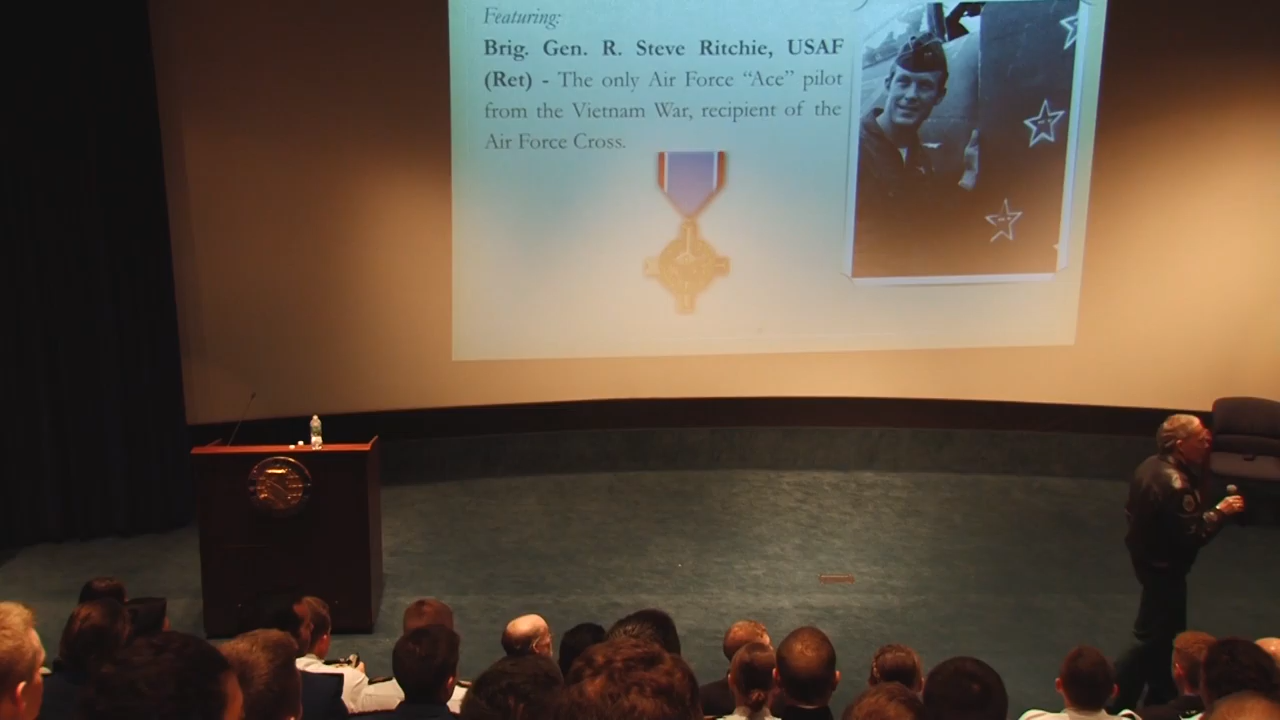 Featuring:
Brig. Gen. R. Steve Ritchie, USAF
(Ret) - The only Air Force “Ace” pilot
from the Vietnam War, recipient of the
Air Force Cross.